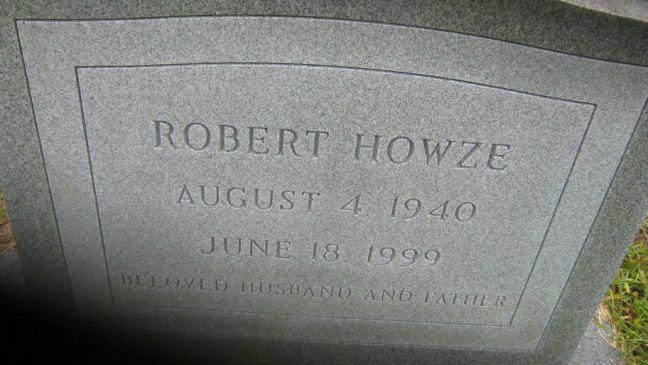 ROBERT HOWZE
AUGUST 4, 1940
JUNE 18, 1999
BELOVED HUSBAND AND FATHER